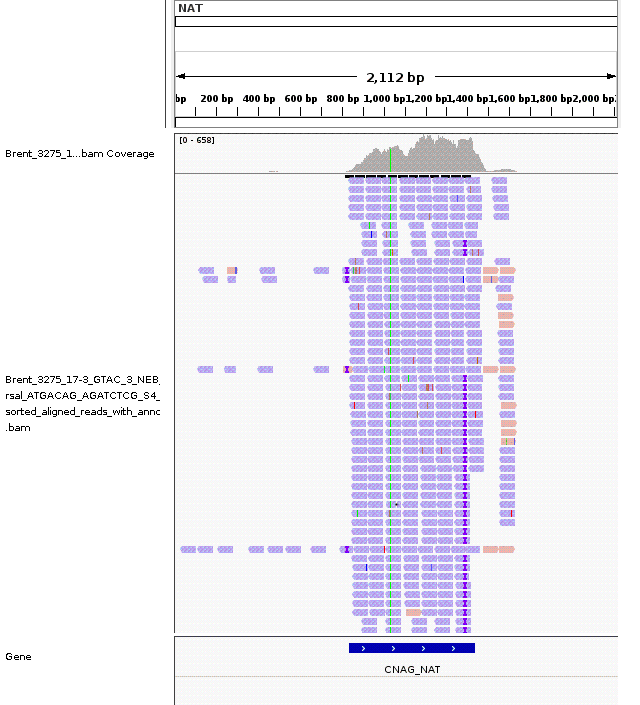 NAT
2,112 bp
bp 200 bp 400 bp 600 bp 800 bp 1,000 bp 1,200 bp 1,400 bp 1,600 bp 1,800 bp 2,000 bp
[0 - 658]
Brent_3275_1...bam Coverage
Brent_3275_17-3_GTAC_3_NEB_
rsal_ATGACAG_AGATCTCG_S4_
sorted_aligned_reads_with_annc
.bam
Gene
CNAG_NAT